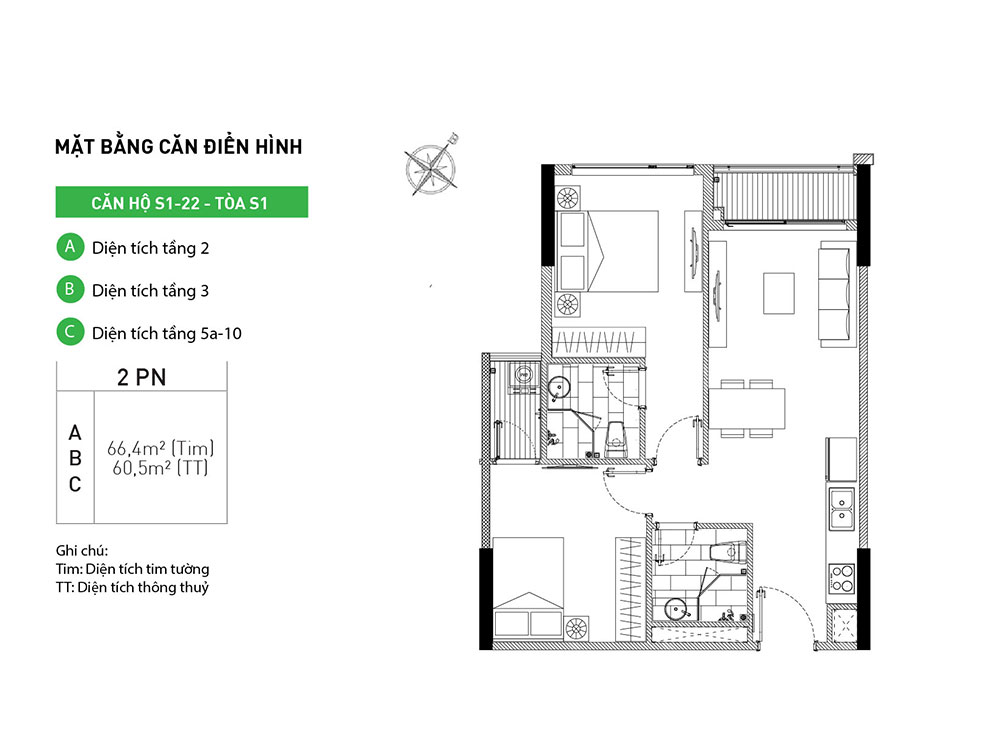 MẶT BẰNG CĂN ĐIỂN HÌNH
CĂN HỘ S1-22 - TÒA S1
A Diện tích tầng 2
B Diện tích tầng 3
C Diện tích tầng 5a-10
2 PN
A
B
C
66,4m² (Tim)
60,5m² (TT)
Ghi chú:
Tim: Diện tích tim tường
TT: Diện tích thông thuỷ